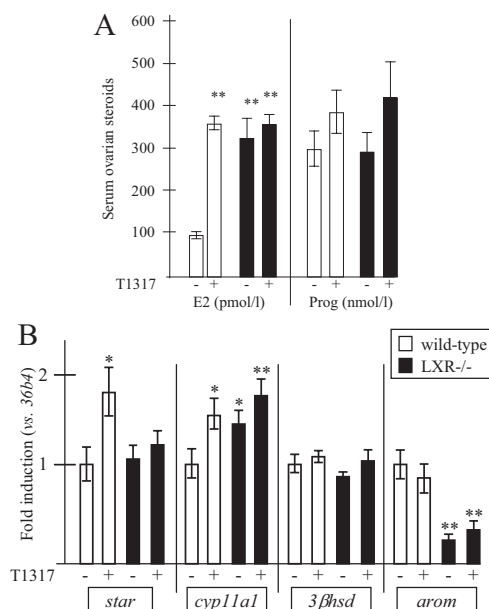 A
Serum ovarian steroids
600
500
400
300
200
100
0
** ** **
T1317 - + - + - + - +
E2 (pmol/l) Prog (nmol/l)
B
wild-type
LXR-/-
Fold induction (vs. 36b4)
2
1
* * * ** ** **
T1317 - + - + - + - + - + - + - + - +
star cyp11a1 3βhsd arom